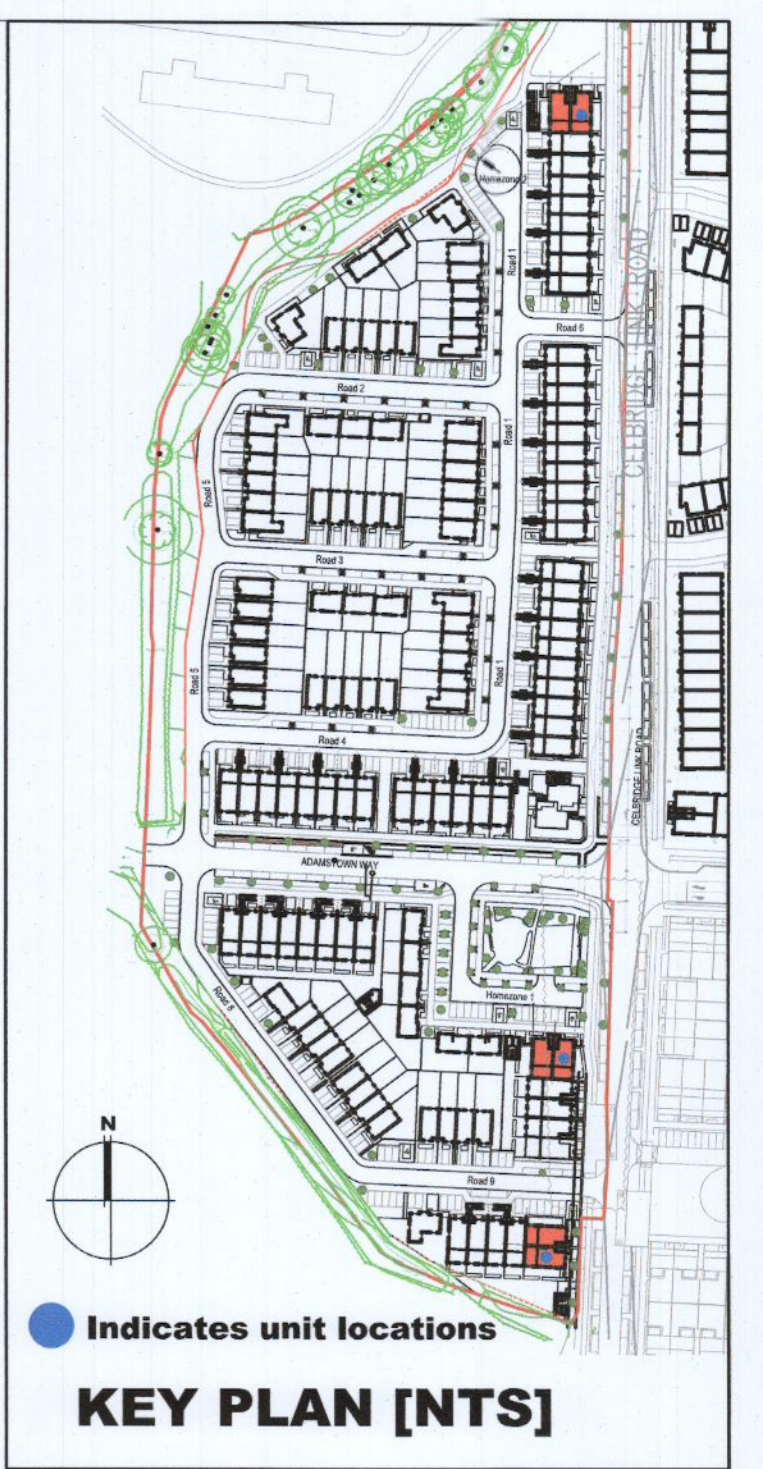 Homezone 2
Road 1
CELBRIDGE LINK ROAD
Road 6
Road 2
Road 1
Road 5
Road 3
Road 5
Road 1
Road 4
CELBRIDGE LINK ROAD
ADAMSTOWN WAY
Road 8
Homezone 1
N
Road 9
Indicates unit locations
KEY PLAN [NTS]